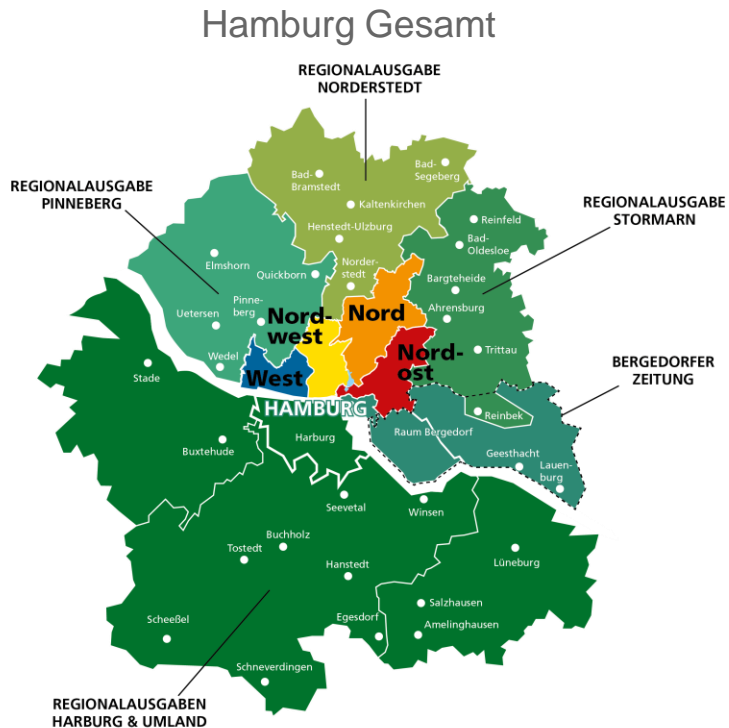 Hamburg Gesamt
REGIONALAUSGABE
NORDERSTEDT
REGIONALAUSGABE
PINNEBERG
REGIONALAUSGABE
STORMARN
BERGEDORFER
ZEITUNG
Bad-
Bramstedt
Bad-
Segeberg
Kaltenkirchen
Henstedt-Ulzburg
Reinfeld
Bad-
Oldesloe
Elmshorn
Quickborn
Norder-
stedt
Bargteheide
Uetersen
Pinne-
berg
Ahrensburg
Nord-
west
Nord
Nord-
ost
Trittau
Wedel
West
Stade
HAMBURG
Reinbek
Harburg
Raum Bergedorf
Buxtehude
Geesthacht
Lauen-
burg
Seevetal
Winsen
Buchholz
Tostedt
Hanstedt
Lüneburg
Salzhausen
Scheeßel
Egesdorf
Amelinghausen
Schneverdingen
REGIONALAUSGABEN
HARBURG & UMLAND